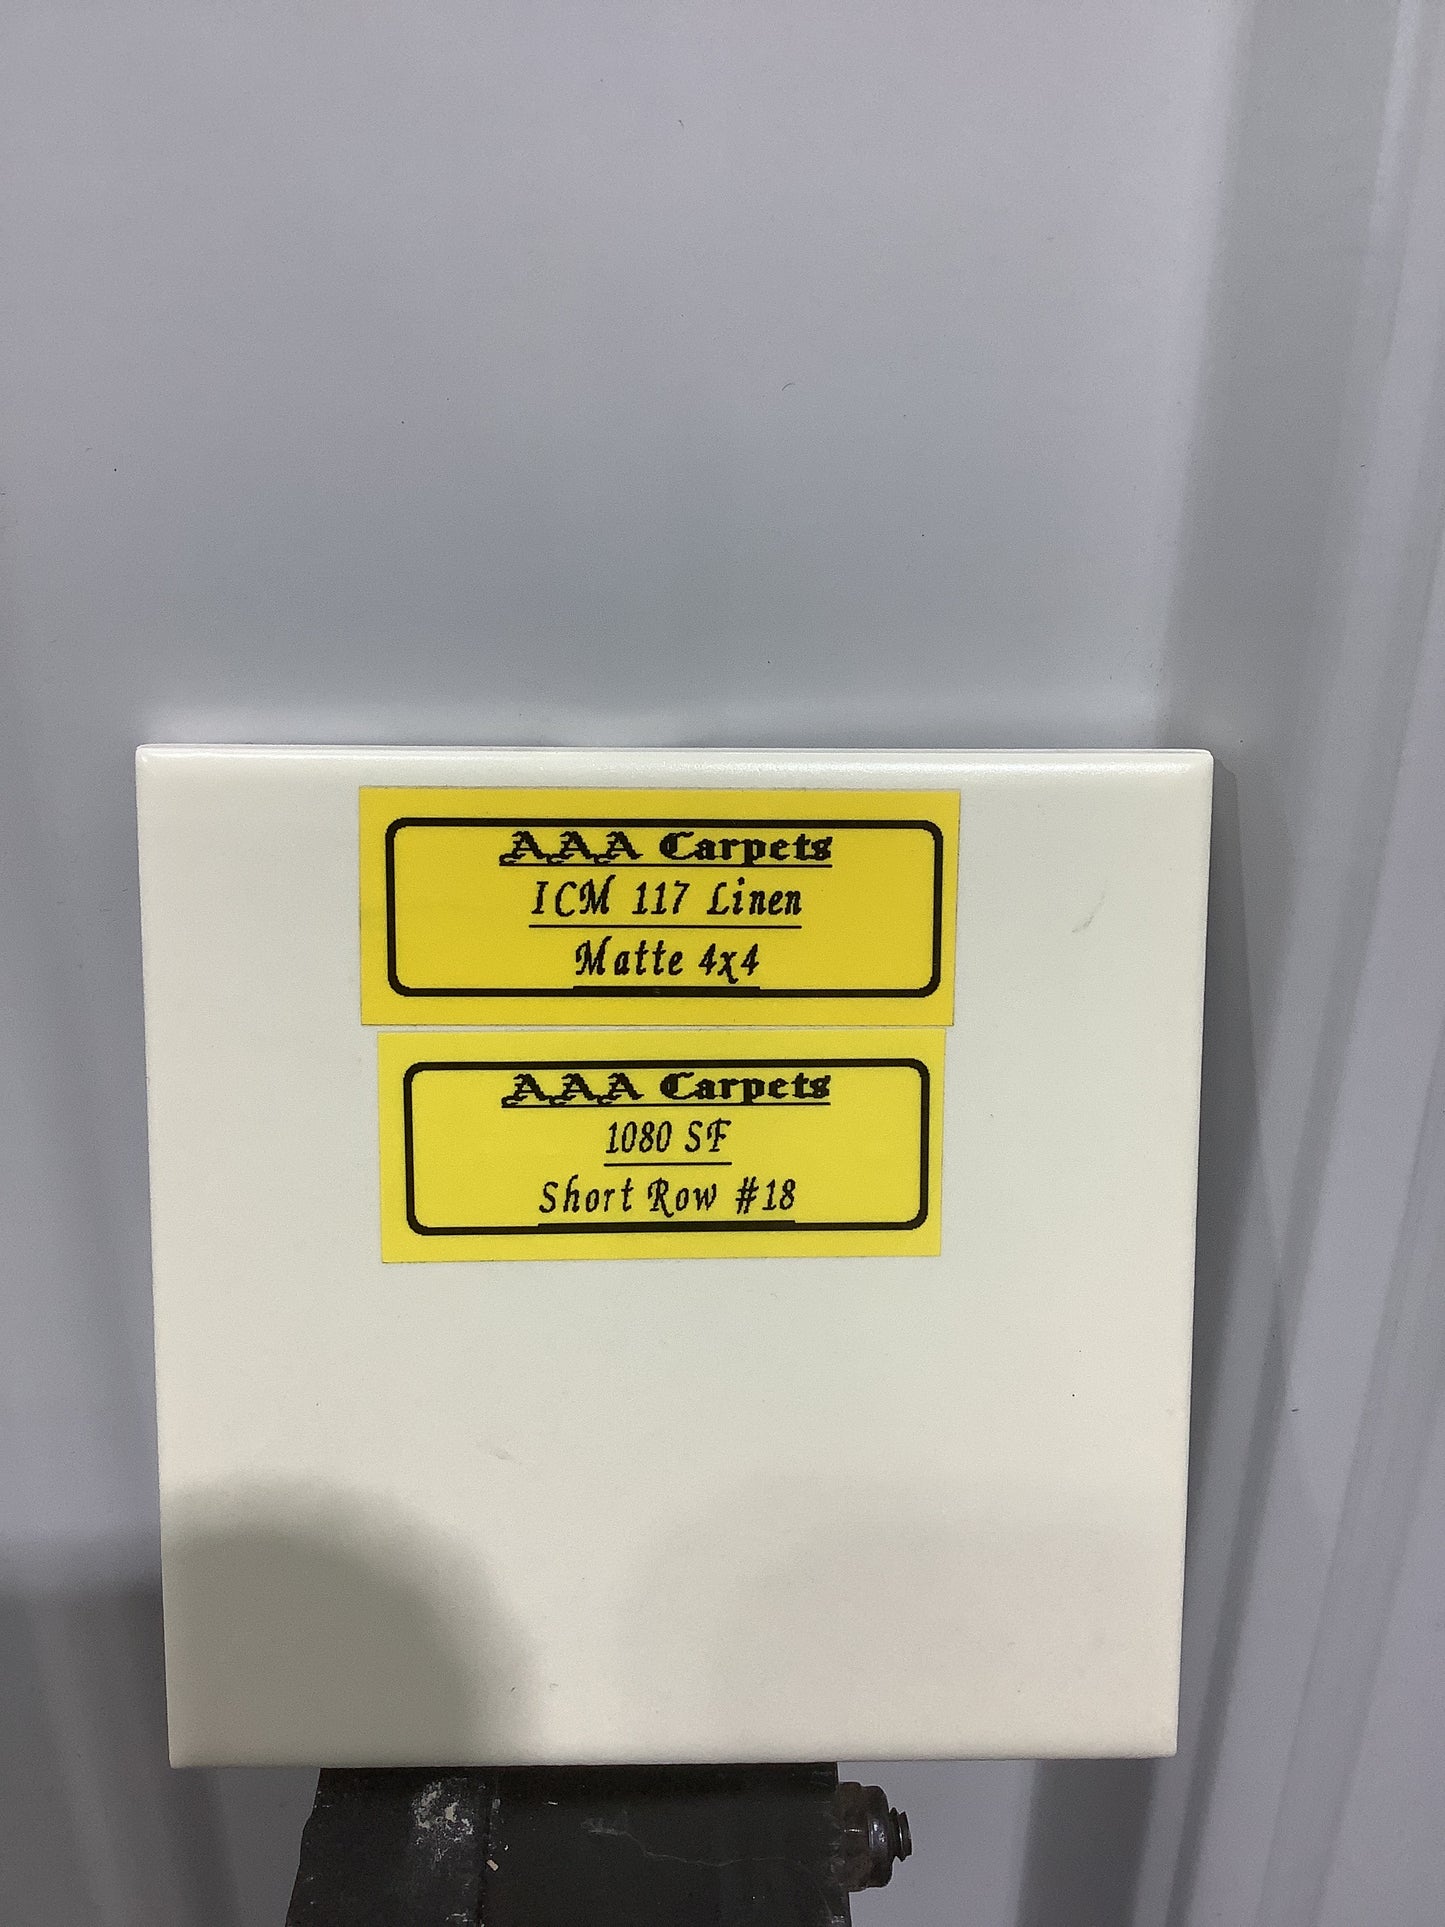 AAA Carpets
ICM 117 Linen
Matte 4x4
AAA Carpets
1080 SF
Short Row #18